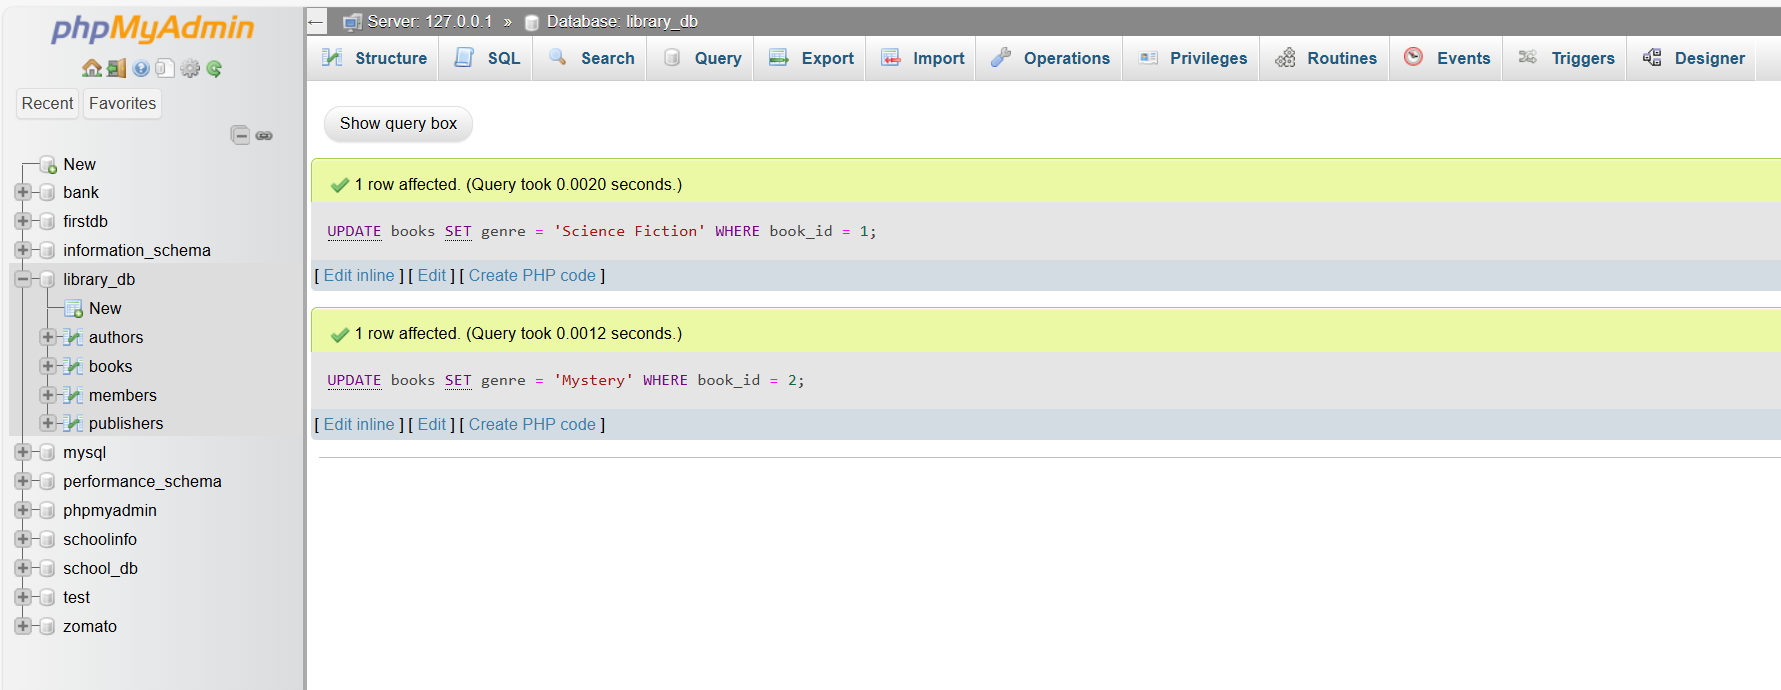 phpMyAdmin
Recent
Favorites
New
bank
firstdb
information_schema
library_db
New
authors
books
members
publishers
mysql
performance_schema
phpmyadmin
schoolinfo
school_db
test
zomato
← Server: 127.0.0.1 » Database: library_db
Structure SQL Search Query Export Import Operations Privileges Routines Events Triggers Designer
Show query box
1 row affected. (Query took 0.0020 seconds.)
UPDATE books SET genre = 'Science Fiction' WHERE book_id = 1;
[ Edit inline ] [ Edit ] [ Create PHP code ]
1 row affected. (Query took 0.0012 seconds.)
UPDATE books SET genre = 'Mystery' WHERE book_id = 2;
[ Edit inline ] [ Edit ] [ Create PHP code ]